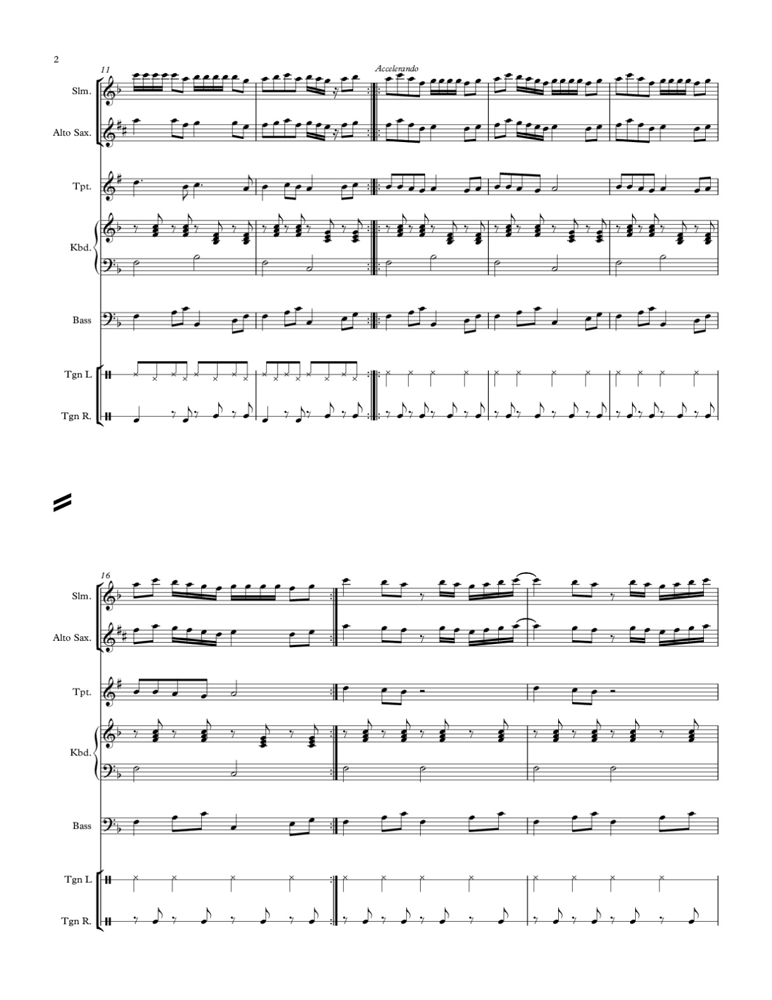 2
11
Accelerando
Slm.
Alto Sax.
Tpt.
Kbd.
Bass
Tgn L
Tgn R.
16
Slm.
Alto Sax.
Tpt.
Kbd.
Bass
Tgn L
Tgn R.